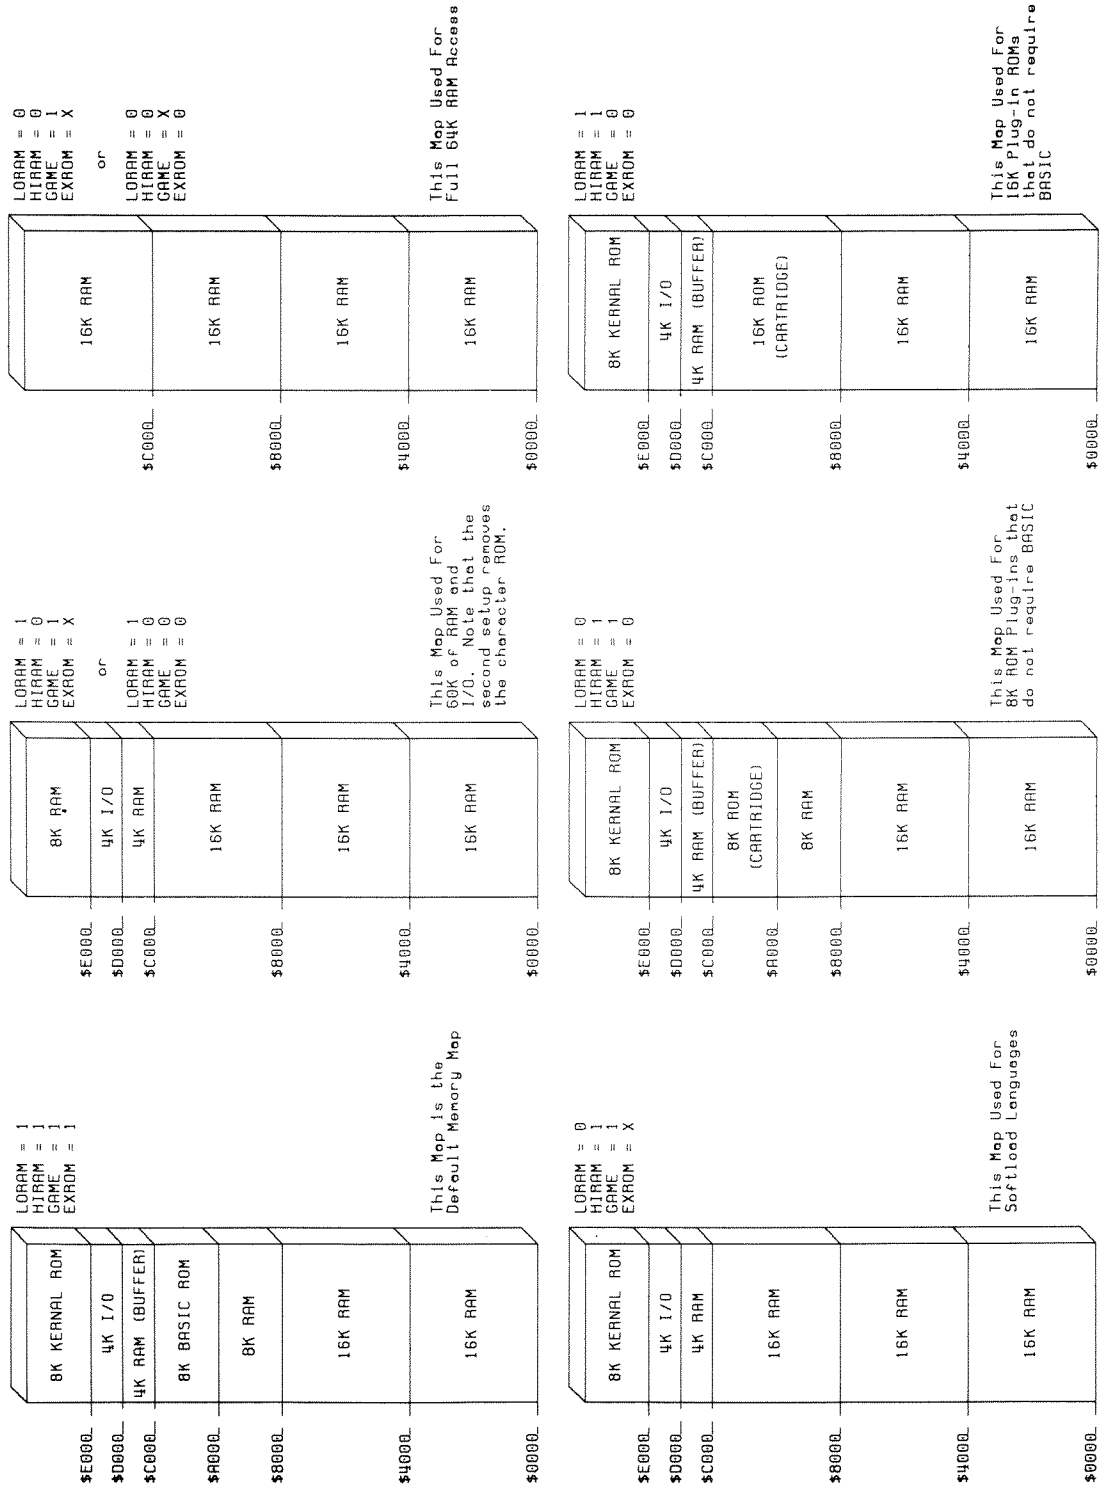 LORAM = 1
HIRAM = 1
GAME = 1
EXROM = 1
8K KERNAL ROM
4K I/O
4K RAM (BUFFER)
8K BASIC ROM
8K RAM
16K RAM
16K RAM
$E000
$D000
$C000
$A000
$8000
$4000
$0000
This Map is the
Default Memory Map
LORAM = 1
HIRAM = 0
GAME = 1
EXROM = X
or
LORAM = 1
HIRAM = 0
GAME = 0
EXROM = 0
8K RAM
4K I/O
4K RAM
16K RAM
16K RAM
16K RAM
$E000
$D000
$C000
$8000
$4000
$0000
This Map Used For
60K of RAM and
I/O. Note that the
second setup removes
the character ROM.
LORAM = 0
HIRAM = 0
GAME = 1
EXROM = X
or
LORAM = 0
HIRAM = 0
GAME = X
EXROM = 0
16K RAM
16K RAM
16K RAM
16K RAM
$C000
$8000
$4000
$0000
This Map Used For
Full 64K RAM Access
LORAM = 0
HIRAM = 1
GAME = 1
EXROM = X
8K KERNAL ROM
4K I/O
4K RAM
16K RAM
16K RAM
16K RAM
$E000
$D000
$C000
$8000
$4000
$0000
This Map Used For
Softload Languages
LORAM = 0
HIRAM = 1
GAME = 1
EXROM = 0
8K KERNAL ROM
4K I/O
4K RAM (BUFFER)
8K ROM
(CARTRIDGE)
8K RAM
16K RAM
16K RAM
$E000
$D000
$C000
$A000
$8000
$4000
$0000
This Map Used For
8K ROM Plug-ins that
do not require BASIC
LORAM = 1
HIRAM = 1
GAME = 0
EXROM = 0
8K KERNAL ROM
4K I/O
4K RAM (BUFFER)
16K ROM
(CARTRIDGE)
16K RAM
16K RAM
$E000
$D000
$C000
$8000
$4000
$0000
This Map Used For
16K Plug-in ROMs
that do not require
BASIC